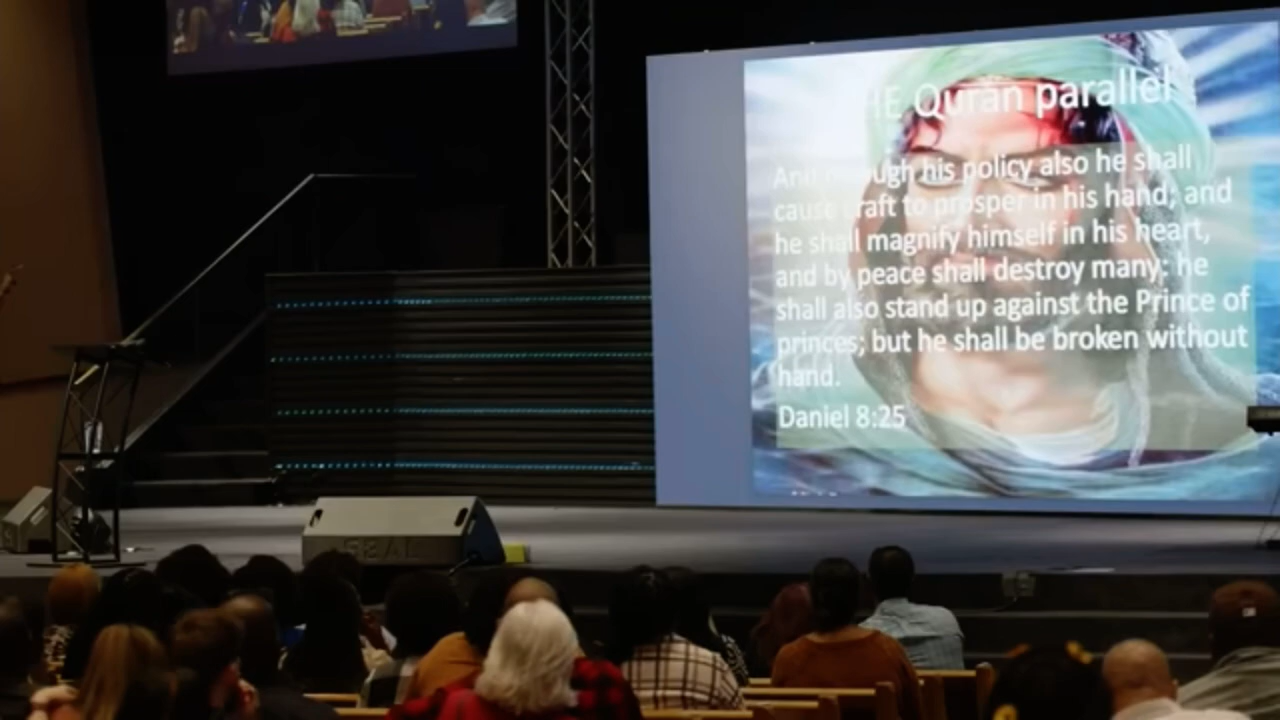 HE Quran parallel
And through his policy also he shall
cause craft to prosper in his hand; and
he shall magnify himself in his heart,
and by peace shall destroy many: he
shall also stand up against the Prince of
princes; but he shall be broken without
hand.
Daniel 8:25
SEAL